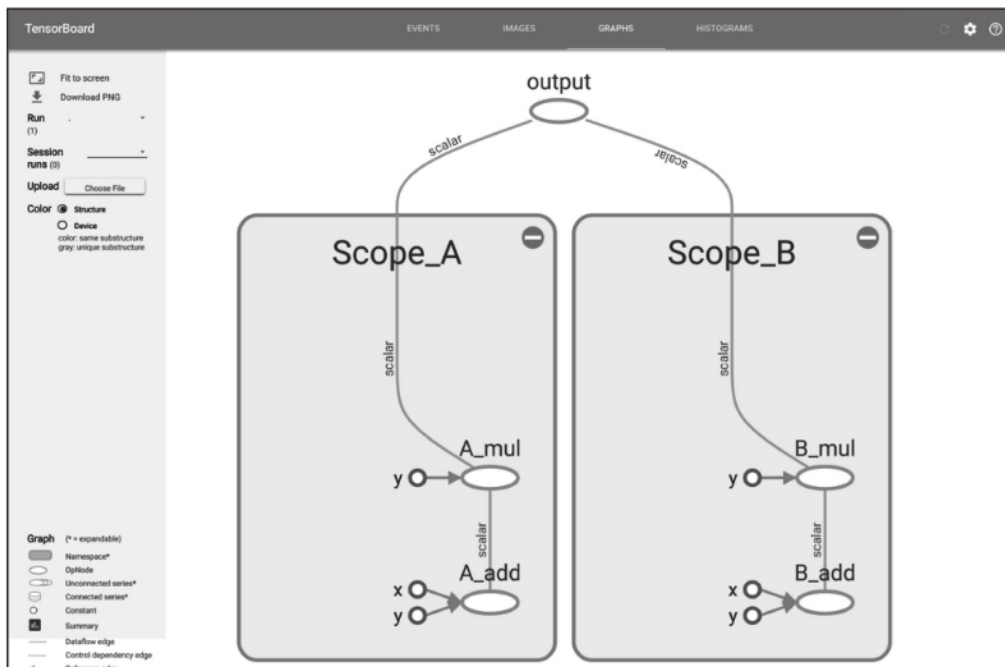 TensorBoard
EVENTS
IMAGES
GRAPHS
HISTOGRAMS
Fit to screen
Download PNG
Run
(1)
Session
runs (0)
Upload
Choose File
Color
Structure
Device
color: same substructure
gray: unique substructure
Graph (* = expandable)
Namespace*
OpNode
Unconnected series*
Connected series*
Constant
Summary
Dataflow edge
Control dependency edge
output
scalar
scalar
Scope_A
scalar
A_mul
y
scalar
A_add
x
y
Scope_B
scalar
B_mul
y
scalar
B_add
x
y